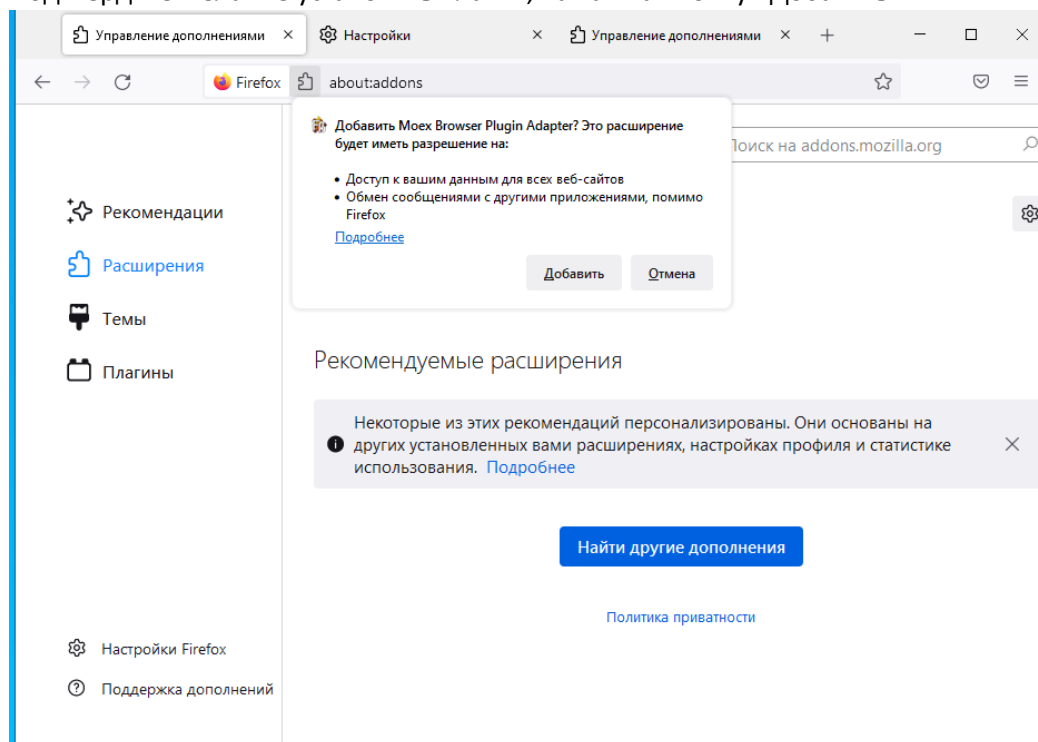 Управление дополнениями
Настройки
Управление дополнениями
Firefox
about:addons
Добавить Moex Browser Plugin Adapter? Это расширение
будет иметь разрешение на:
• Доступ к вашим данным для всех веб-сайтов
• Обмен сообщениями с другими приложениями, помимо
Firefox
Подробнее
Добавить
Отмена
Поиск на addons.mozilla.org
Рекомендации
Расширения
Темы
Плагины
Рекомендуемые расширения
Некоторые из этих рекомендаций персонализированы. Они основаны на
других установленных вами расширениях, настройках профиля и статистике
использования. Подробнее
Найти другие дополнения
Политика приватности
Настройки Firefox
Поддержка дополнений